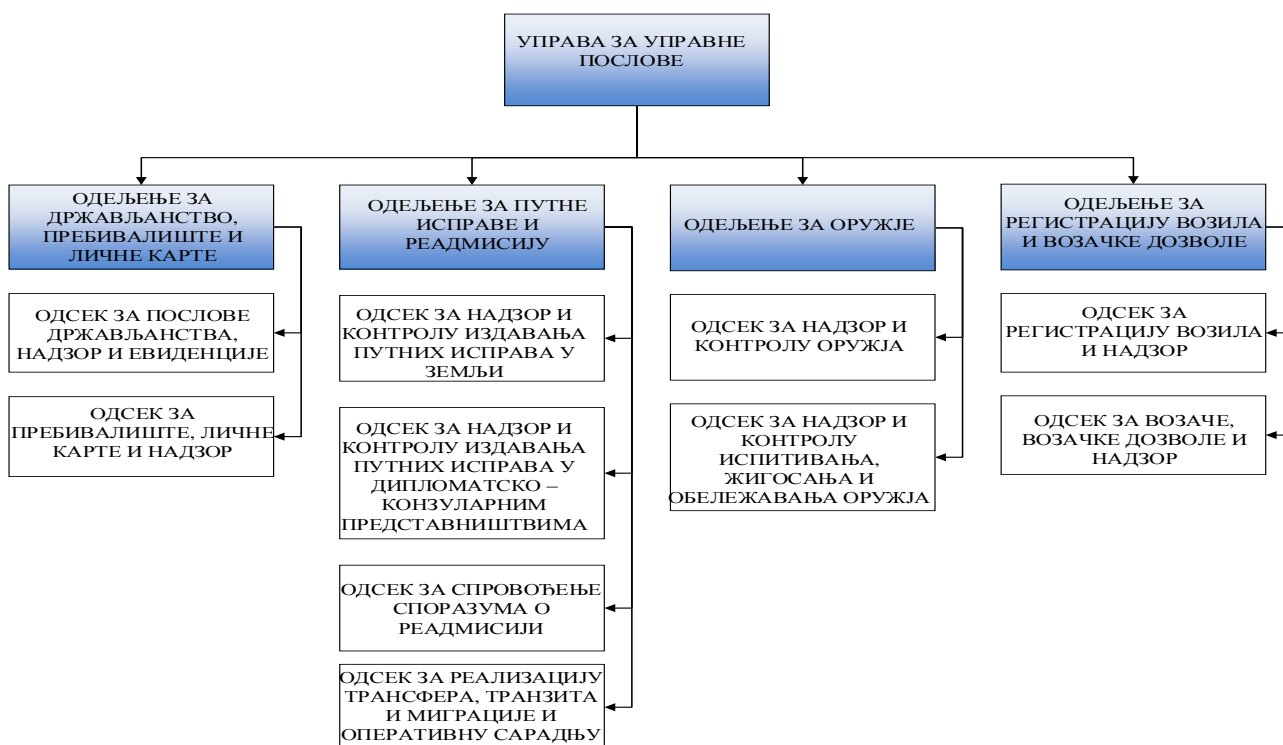 УПРАВА ЗА УПРАВНЕ
ПОСЛОВЕ
ОДЕЉЕЊЕ ЗА
ДРЖАВЉАНСТВО,
ПРЕБИВАЛИШТЕ И
ЛИЧНЕ КАРТЕ
ОДСЕК ЗА ПОСЛОВЕ
ДРЖАВЉАНСТВА,
НАДЗОР И ЕВИДЕНЦИЈЕ
ОДСЕК ЗА
ПРЕБИВАЛИШТЕ, ЛИЧНЕ
КАРТЕ И НАДЗОР
ОДЕЉЕЊЕ ЗА ПУТНЕ
ИСПРАВЕ И
РЕАДМИСИЈУ
ОДСЕК ЗА НАДЗОР И
КОНТРОЛУ ИЗДАВАЊА
ПУТНИХ ИСПРАВА У
ЗЕМЉИ
ОДСЕК ЗА НАДЗОР И
КОНТРОЛУ ИЗДАВАЊА
ПУТНИХ ИСПРАВА У
ДИПЛОМАТСКО –
КОНЗУЛАРНИМ
ПРЕДСТАВНИШТВИМА
ОДСЕК ЗА СПРОВОЂЕЊЕ
СПОРАЗУМА О
РЕАДМИСИЈИ
ОДСЕК ЗА РЕАЛИЗАЦИЈУ
ТРАНСФЕРА, ТРАНЗИТА
И МИГРАЦИЈЕ И
ОПЕРАТИВНУ САРАДЊУ
ОДЕЉЕЊЕ ЗА ОРУЖЈЕ
ОДСЕК ЗА НАДЗОР И
КОНТРОЛУ ОРУЖЈА
ОДСЕК ЗА НАДЗОР И
КОНТРОЛУ
ИСПИТИВАЊА,
ЖИГОСАЊА И
ОБЕЛЕЖАВАЊА ОРУЖЈА
ОДЕЉЕЊЕ ЗА
РЕГИСТРАЦИЈУ ВОЗИЛА
И ВОЗАЧКЕ ДОЗВОЛЕ
ОДСЕК ЗА
РЕГИСТРАЦИЈУ ВОЗИЛА
И НАДЗОР
ОДСЕК ЗА ВОЗАЧЕ,
ВОЗАЧКЕ ДОЗВОЛЕ И
НАДЗОР